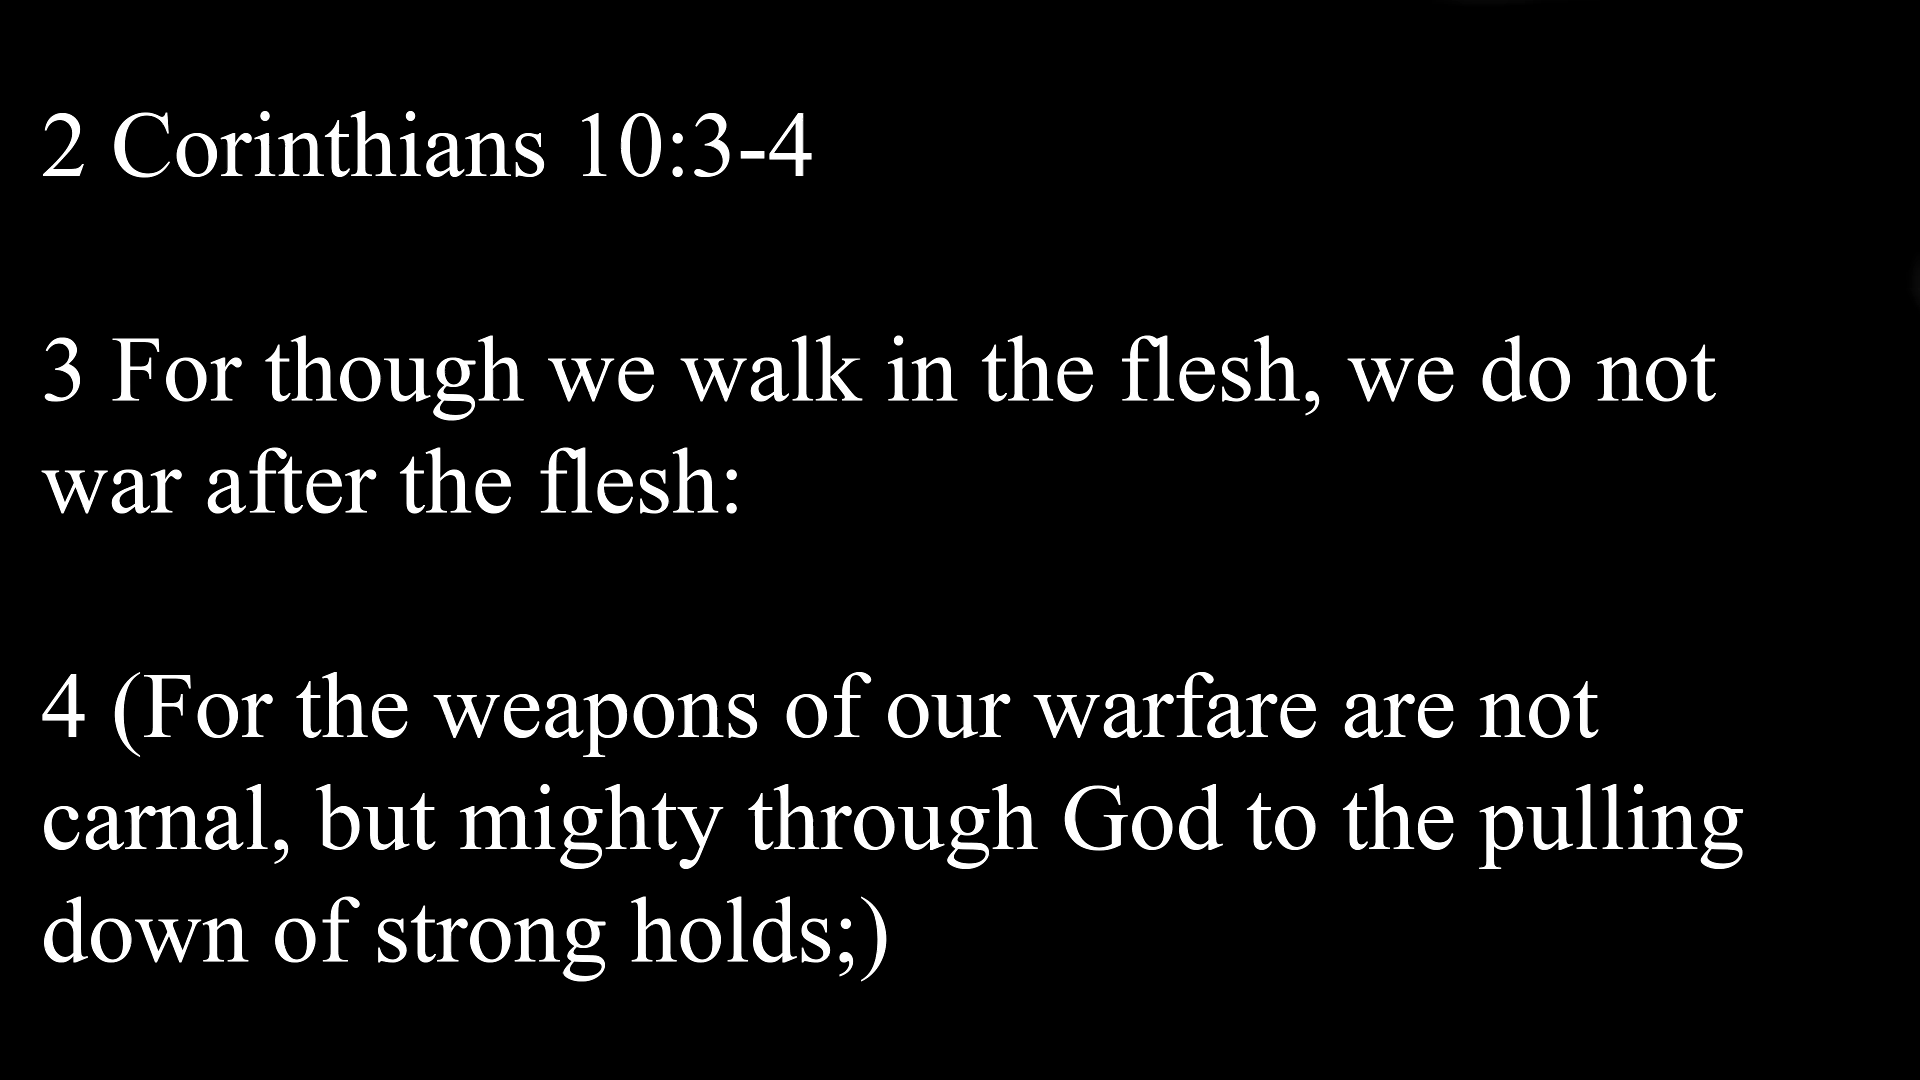 2 Corinthians 10:3-4
3 For though we walk in the flesh, we do not
war after the flesh:
4 (For the weapons of our warfare are not
carnal, but mighty through God to the pulling
down of strong holds;)